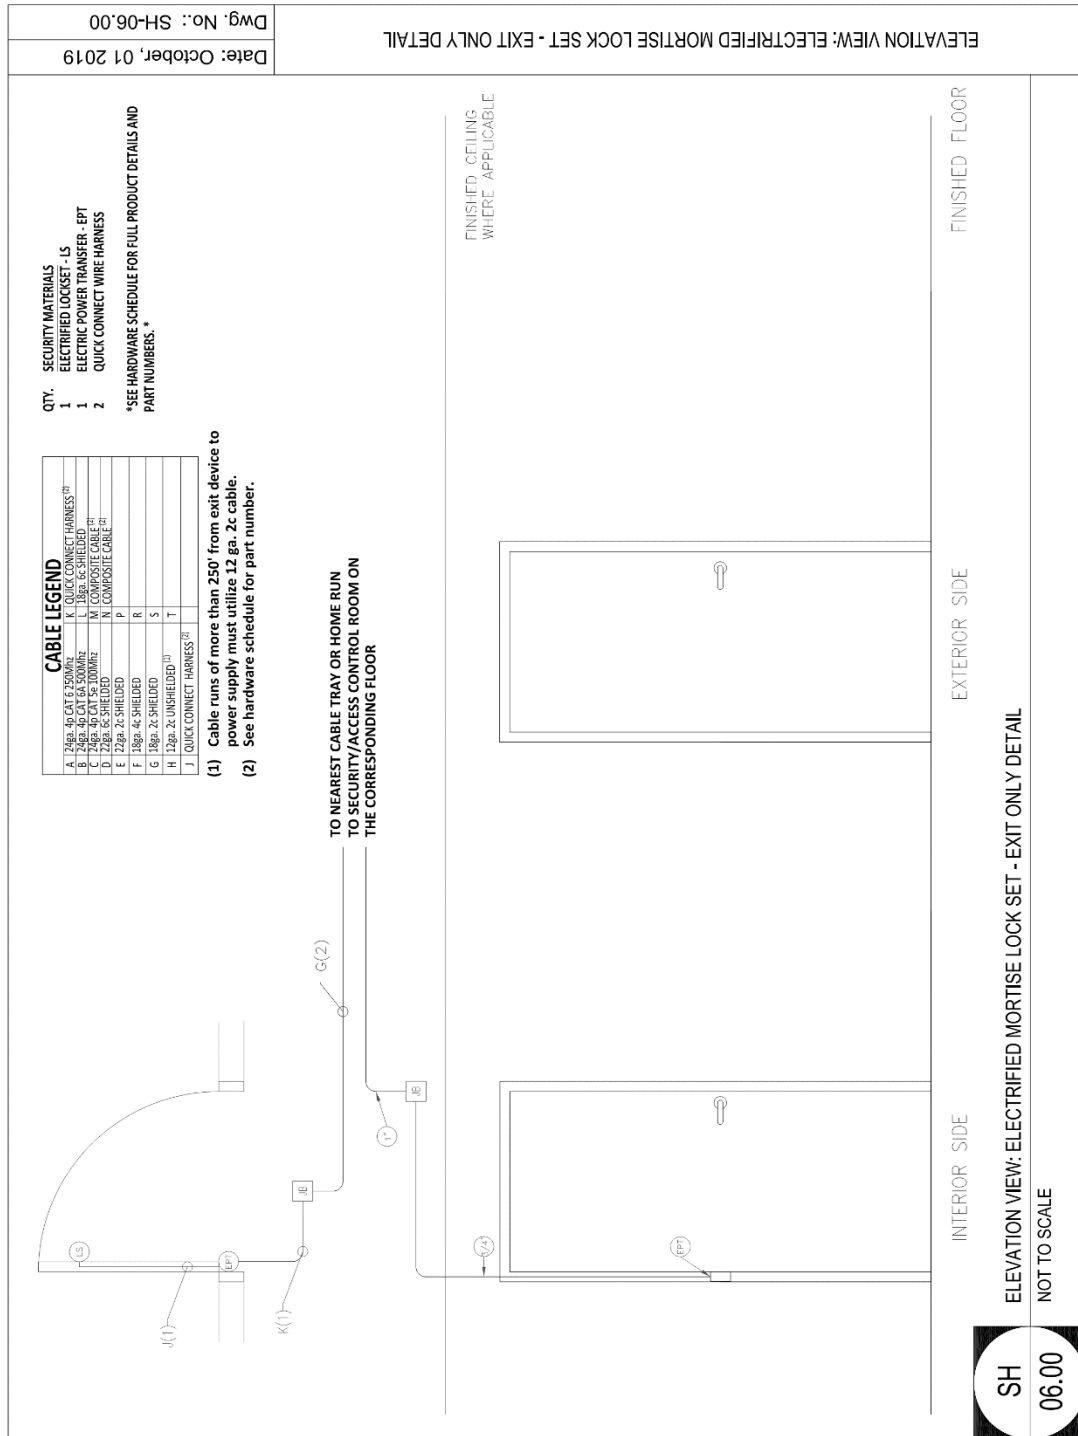 Dwg. No.: SH-06.00
Date: October, 01 2019
ELEVATION VIEW: ELECTRIFIED MORTISE LOCK SET - EXIT ONLY DETAIL
CABLE LEGEND
A 24ga. 4p CAT 6 250Mhz K QUICK CONNECT HARNESS (2)
B 24ga. 4p CAT 6A 500Mhz L 18ga. 6c SHIELDED
C 24ga. 4p CAT 5e 100Mhz M COMPOSITE CABLE (2)
D 22ga. 6c SHIELDED N COMPOSITE CABLE (2)
E 22ga. 2c SHIELDED P
F 18ga. 4c SHIELDED R
G 18ga. 2c SHIELDED S
H 12ga. 2c UNSHIELDED (1) T
J QUICK CONNECT HARNESS (2)
(1) Cable runs of more than 250' from exit device to
power supply must utilize 12 ga. 2c cable.
(2) See hardware schedule for part number.
QTY. SECURITY MATERIALS
1 ELECTRIFIED LOCKSET - LS
1 ELECTRIC POWER TRANSFER - EPT
2 QUICK CONNECT WIRE HARNESS
*SEE HARDWARE SCHEDULE FOR FULL PRODUCT DETAILS AND
PART NUMBERS. *
LS
J(1)
EPT
K(1)
JB
G(2)
TO NEAREST CABLE TRAY OR HOME RUN
TO SECURITY/ACCESS CONTROL ROOM ON
THE CORRESPONDING FLOOR
1"
JB
FINISHED CEILING
WHERE APPLICABLE
EPT
INTERIOR SIDE
EXTERIOR SIDE
FINISHED FLOOR
SH
06.00
ELEVATION VIEW: ELECTRIFIED MORTISE LOCK SET - EXIT ONLY DETAIL
NOT TO SCALE